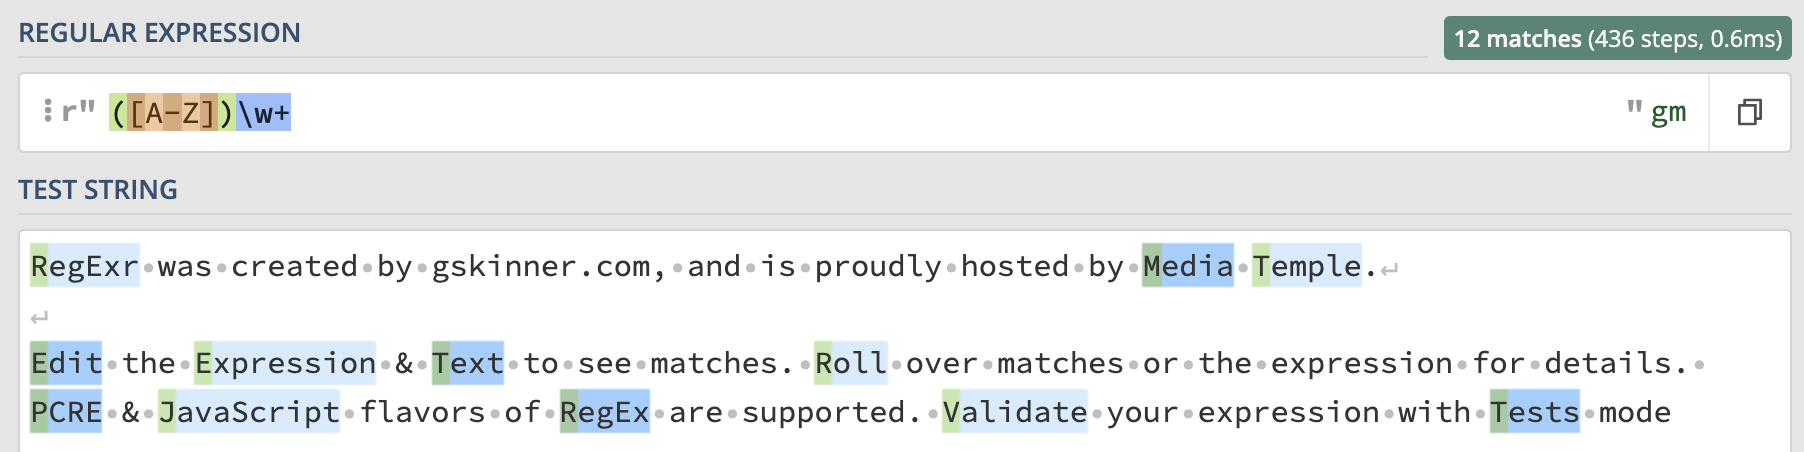 REGULAR EXPRESSION
12 matches (436 steps, 0.6ms)
r" ([A-Z])\w+ " gm
TEST STRING
RegExr·was·created·by·gskinner.com,·and·is·proudly·hosted·by·Media·Temple.↵
↵
Edit·the·Expression·&·Text·to·see·matches.·Roll·over·matches·or·the·expression·for·details.·
PCRE·&·JavaScript·flavors·of·RegEx·are·supported.·Validate·your·expression·with·Tests·mode